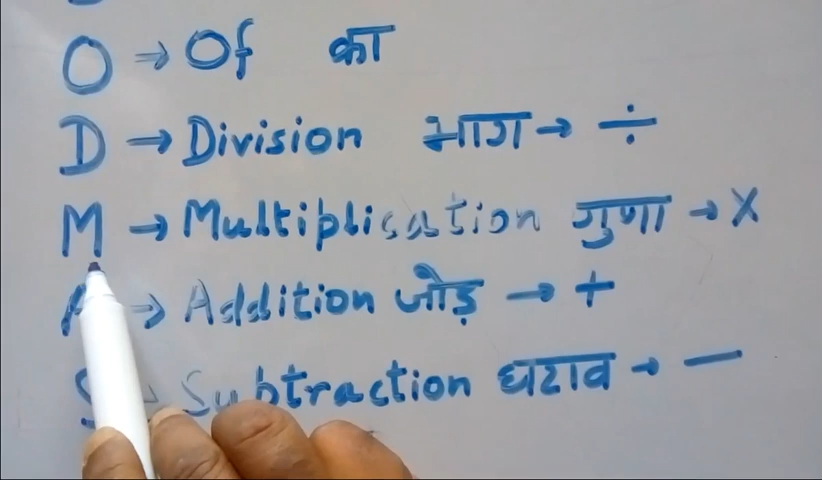 O → Of का
D → Division भाग → ÷
M → Multiplisation गुणा → X
A → Addition जोड़ → +
S → Subtraction घटाव → −